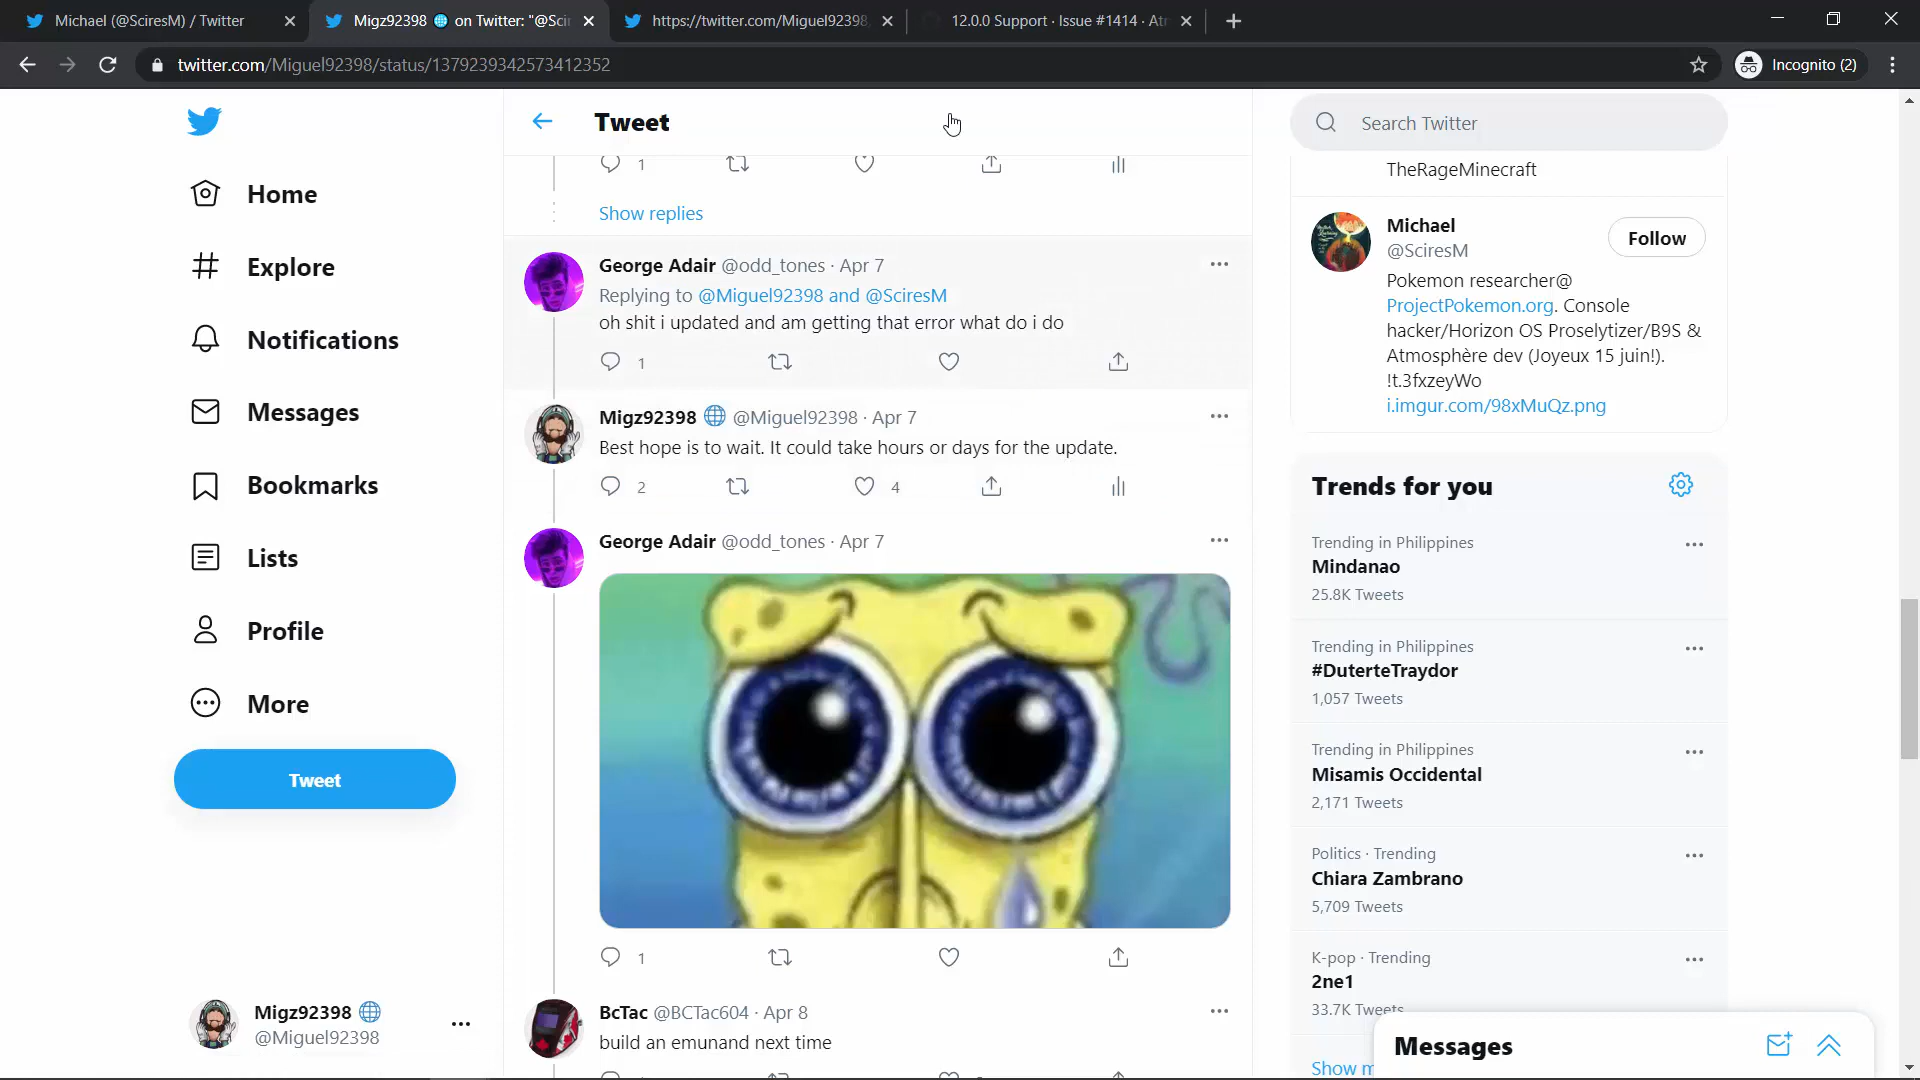 Michael (@SciresM) / Twitter
Migz92398 🌐 on Twitter: "@Sci
https://twitter.com/Miguel92398
12.0.0 Support · Issue #1414 · Atm
twitter.com/Miguel92398/status/1379239342573412352
Incognito (2)
Home
Explore
Notifications
Messages
Bookmarks
Lists
Profile
More
Tweet
Migz92398 🌐
@Miguel92398
Tweet
1
Show replies
George Adair @odd_tones · Apr 7
Replying to @Miguel92398 and @SciresM
oh shit i updated and am getting that error what do i do
1
Migz92398 🌐 @Miguel92398 · Apr 7
Best hope is to wait. It could take hours or days for the update.
2 4
George Adair @odd_tones · Apr 7
1
BcTac @BCTac604 · Apr 8
build an emunand next time
Search Twitter
TheRageMinecraft
Michael
@SciresM
Follow
Pokemon researcher@
ProjectPokemon.org. Console
hacker/Horizon OS Proselytizer/B9S &
Atmosphère dev (Joyeux 15 juin!).
!t.3fxzeyWo
i.imgur.com/98xMuQz.png
Trends for you
Trending in Philippines
Mindanao
25.8K Tweets
Trending in Philippines
#DuterteTraydor
1,057 Tweets
Trending in Philippines
Misamis Occidental
2,171 Tweets
Politics · Trending
Chiara Zambrano
5,709 Tweets
K-pop · Trending
2ne1
33.7K Tweets
Show m
Messages